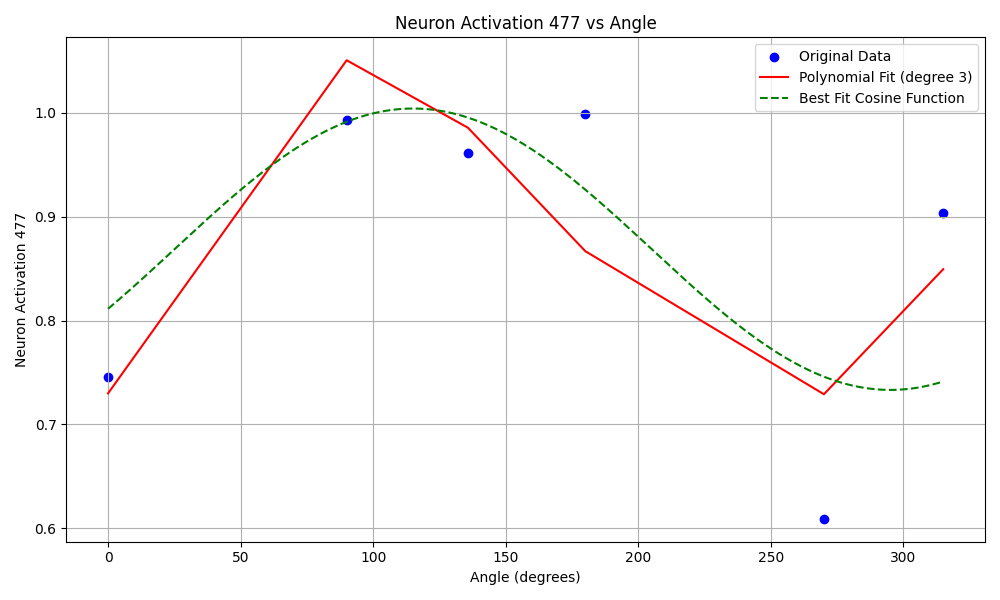 Neuron Activation 477 vs Angle
Original Data
Polynomial Fit (degree 3)
Best Fit Cosine Function
Neuron Activation 477
1.0
0.9
0.8
0.7
0.6
0
50
100
150
200
250
300
Angle (degrees)